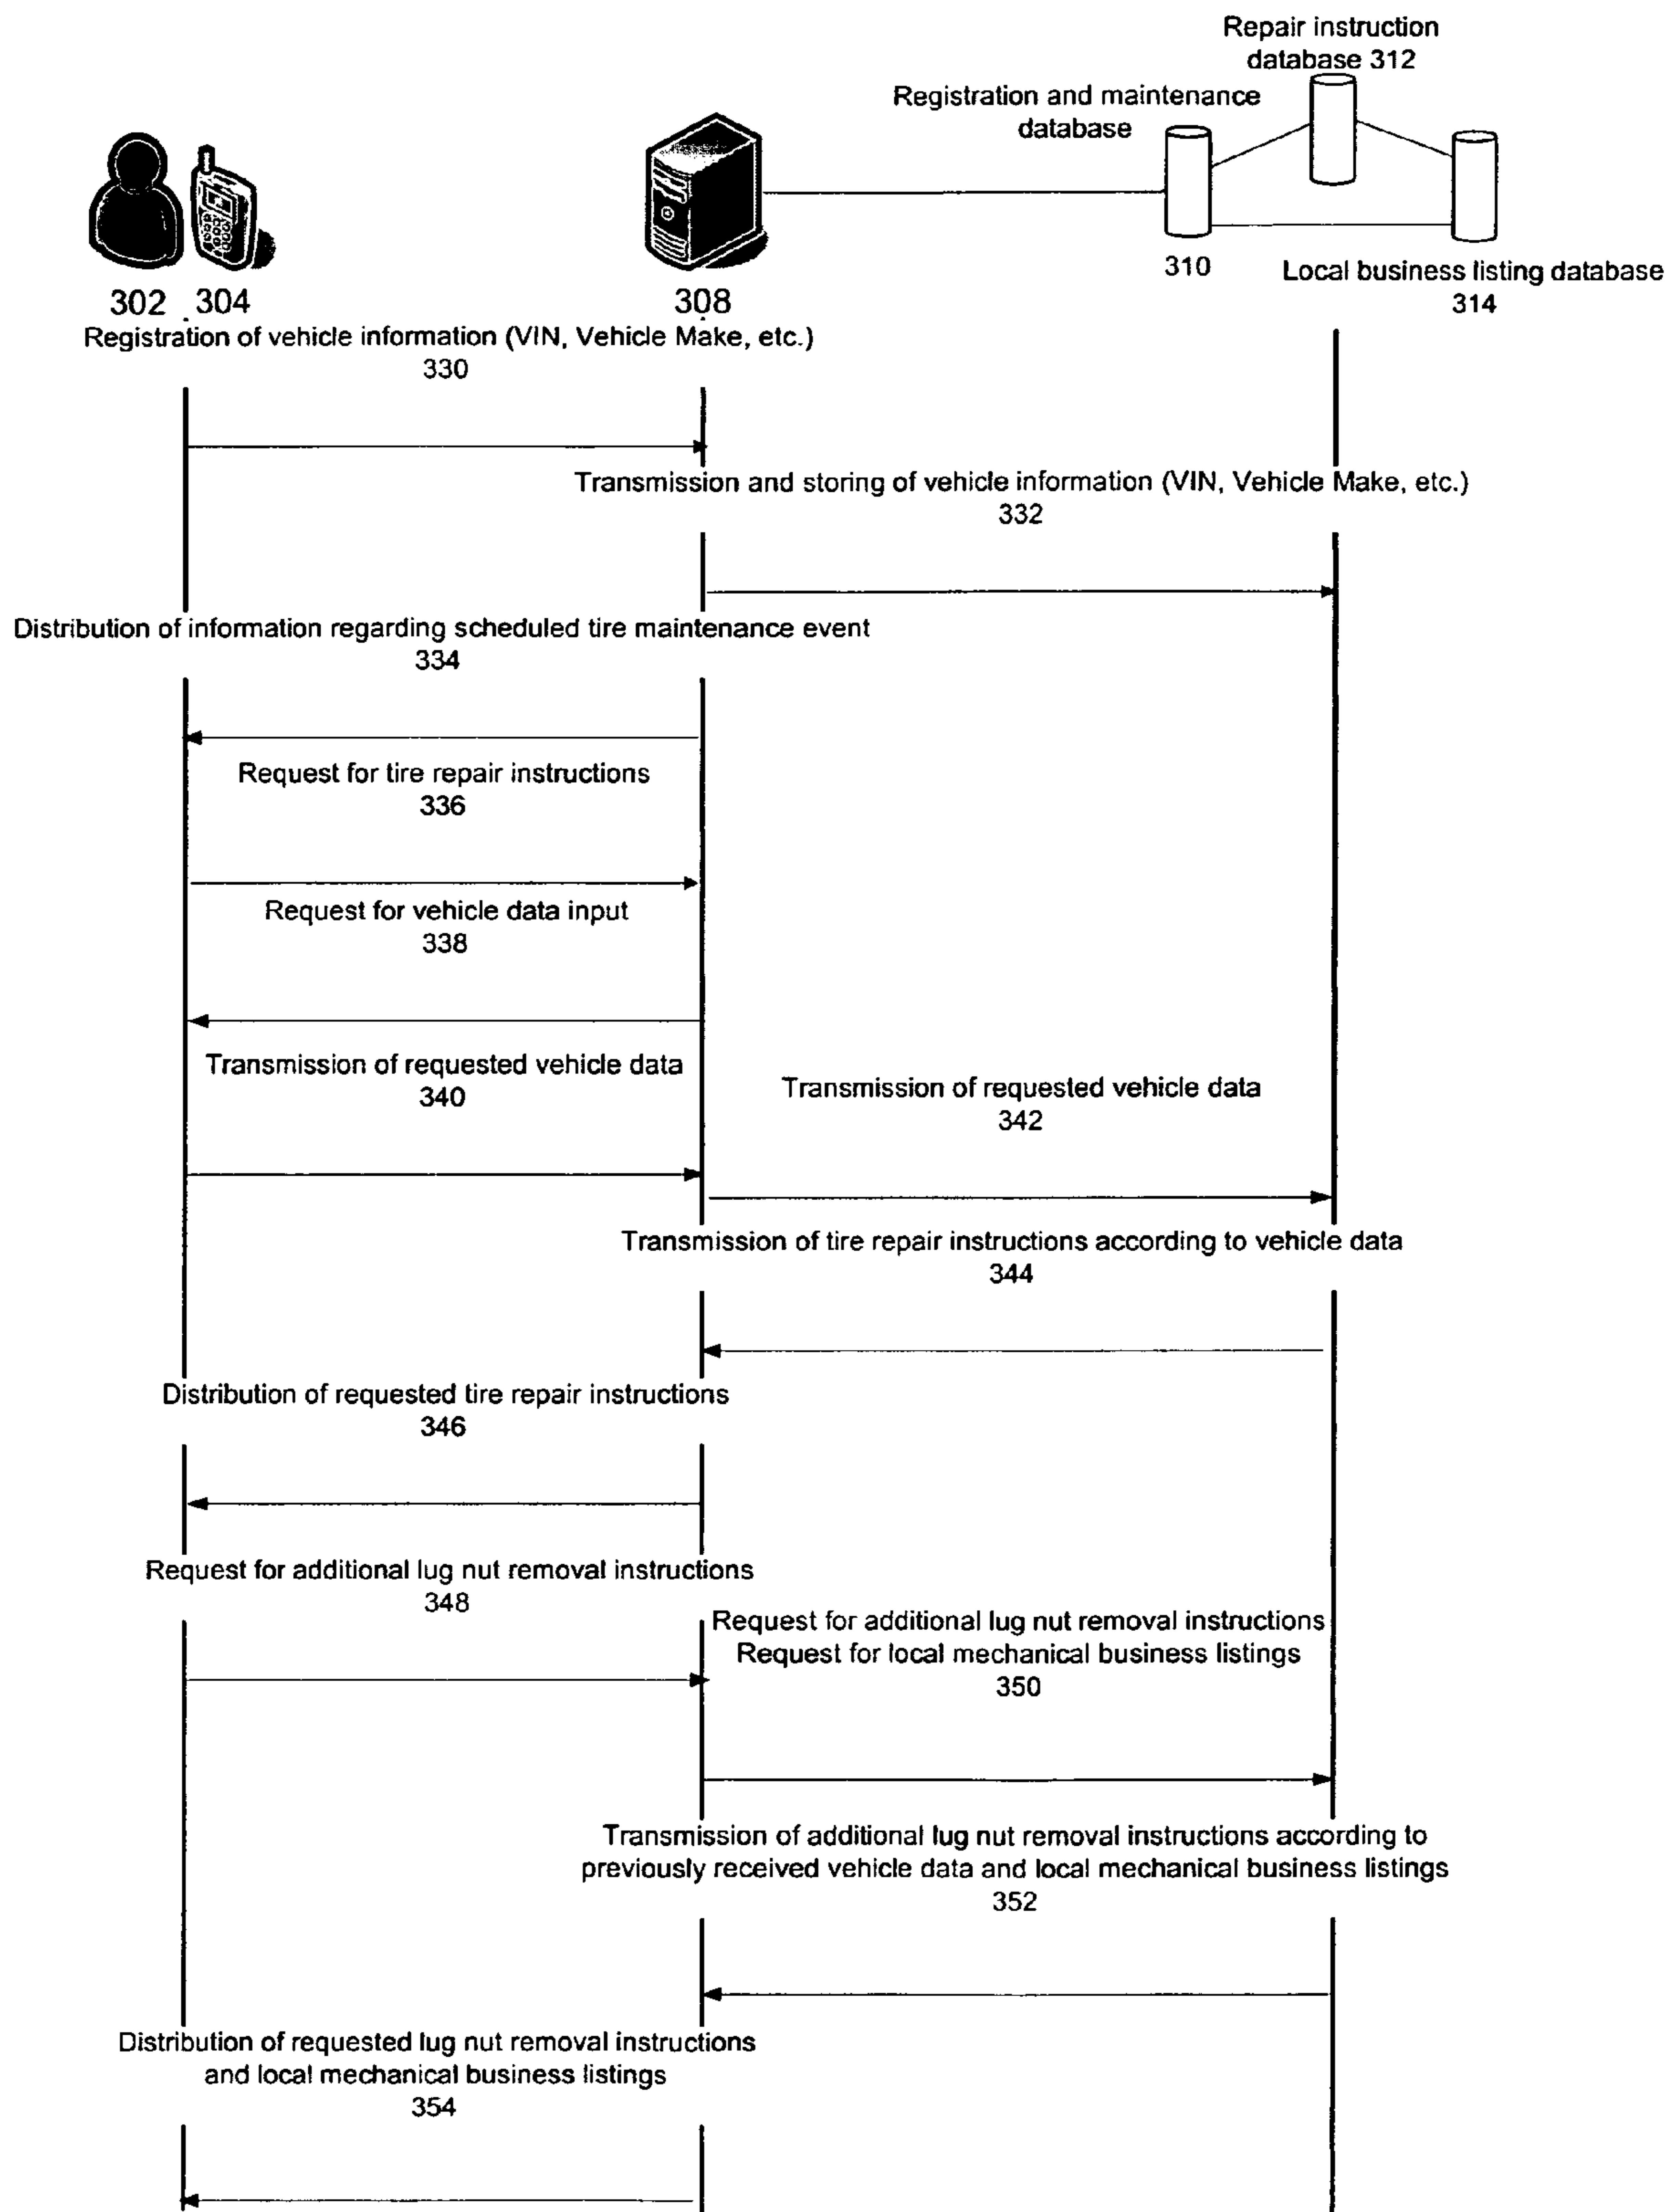 Repair instruction
database 312
Registration and maintenance
database
310
Local business listing database
314
302 304
308
Registration of vehicle information (VIN, Vehicle Make, etc.)
330
Transmission and storing of vehicle information (VIN, Vehicle Make, etc.)
332
Distribution of information regarding scheduled tire maintenance event
334
Request for tire repair instructions
336
Request for vehicle data input
338
Transmission of requested vehicle data
340
Transmission of requested vehicle data
342
Transmission of tire repair instructions according to vehicle data
344
Distribution of requested tire repair instructions
346
Request for additional lug nut removal instructions
348
Request for additional lug nut removal instructions
Request for local mechanical business listings
350
Transmission of additional lug nut removal instructions according to
previously received vehicle data and local mechanical business listings
352
Distribution of requested lug nut removal instructions
and local mechanical business listings
354